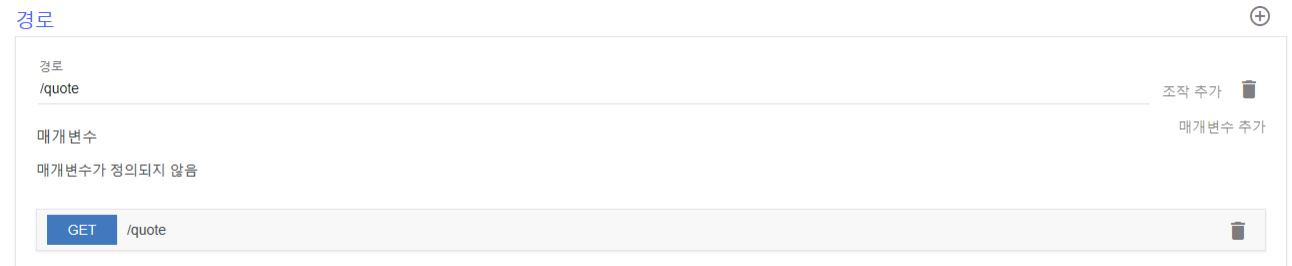 경로
경로
/quote
조작 추가
매개변수
매개변수 추가
매개변수가 정의되지 않음
GET /quote